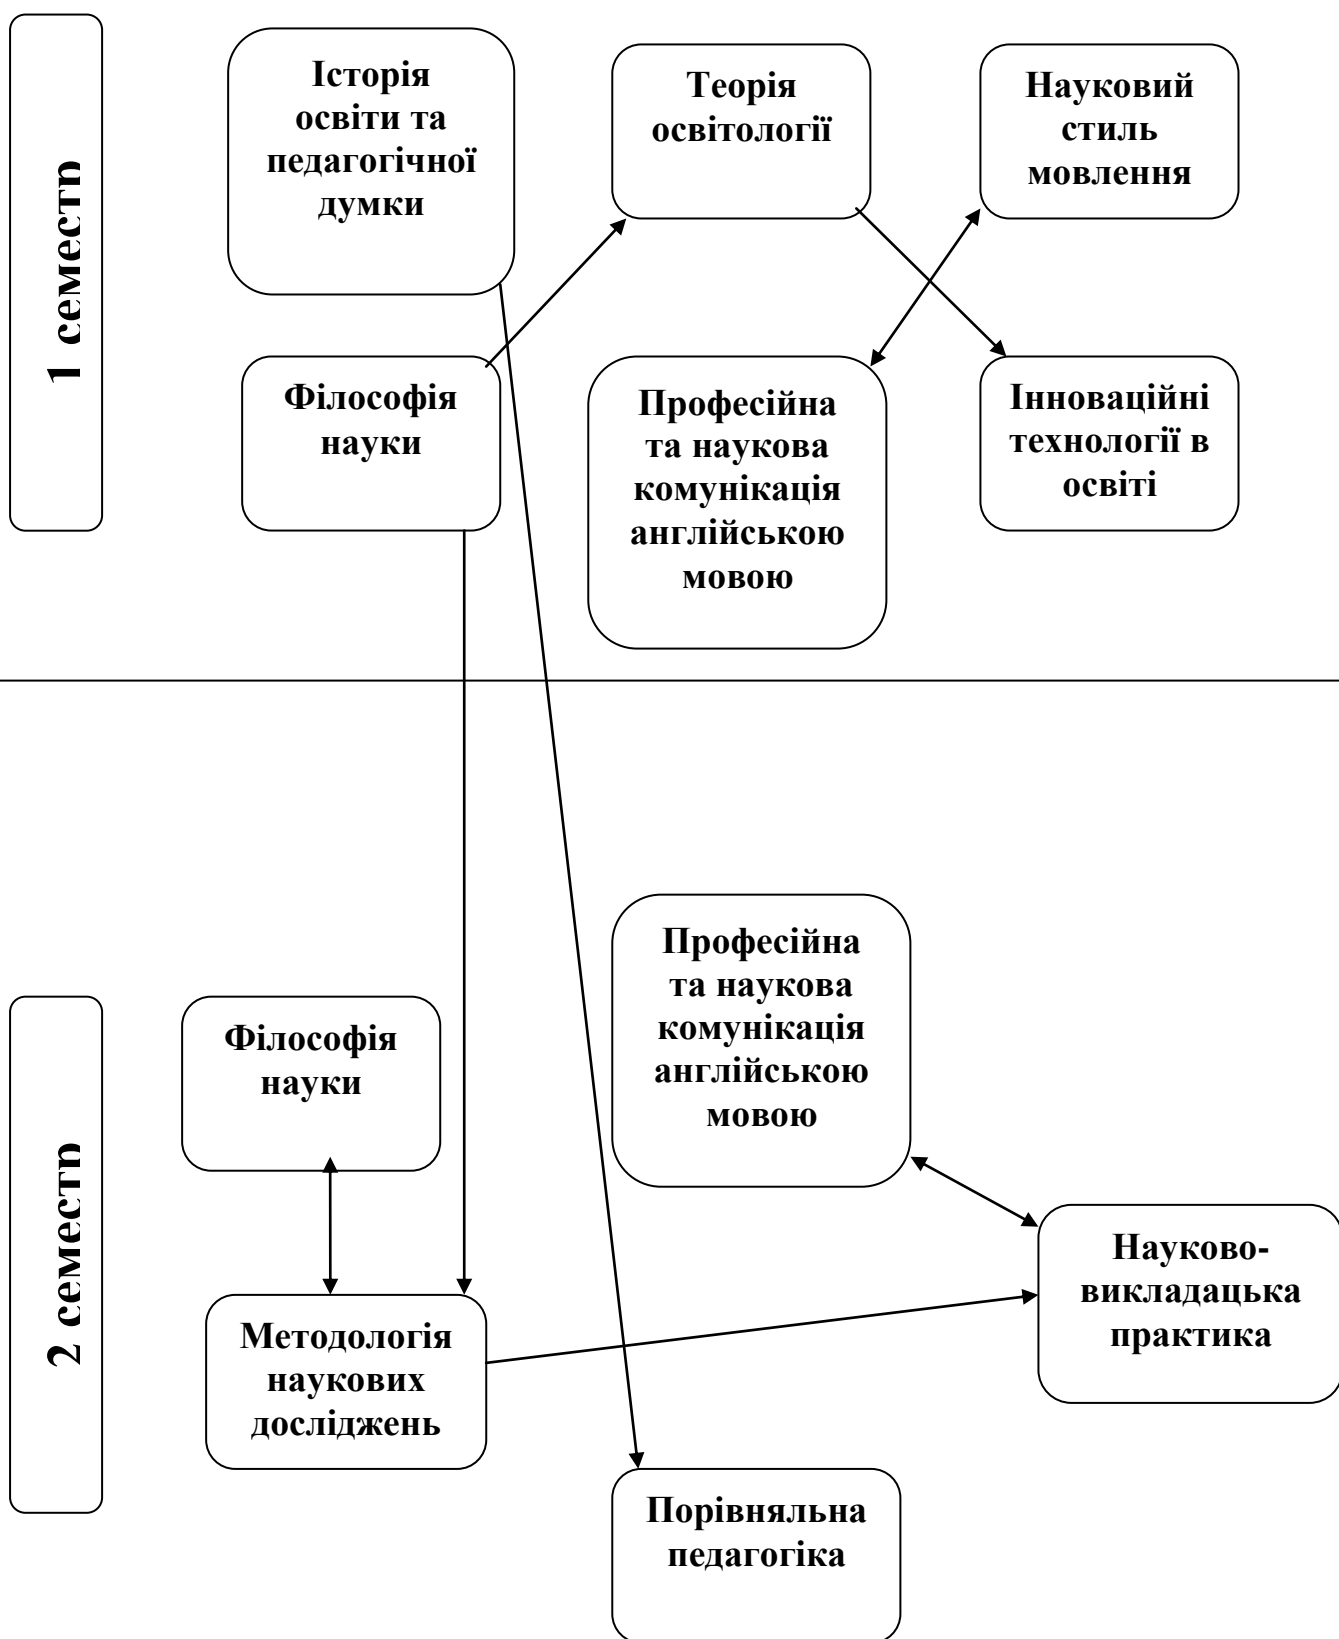 1 семестр
Історія
освіти та
педагогічної
думки
Теорія
освітології
Науковий
стиль
мовлення
Філософія
науки
Професійна
та наукова
комунікація
англійською
мовою
Інноваційні
технології в
освіті
2 семестр
Філософія
науки
Професійна
та наукова
комунікація
англійською
мовою
Науково-
викладацька
практика
Методологія
наукових
досліджень
Порівняльна
педагогіка